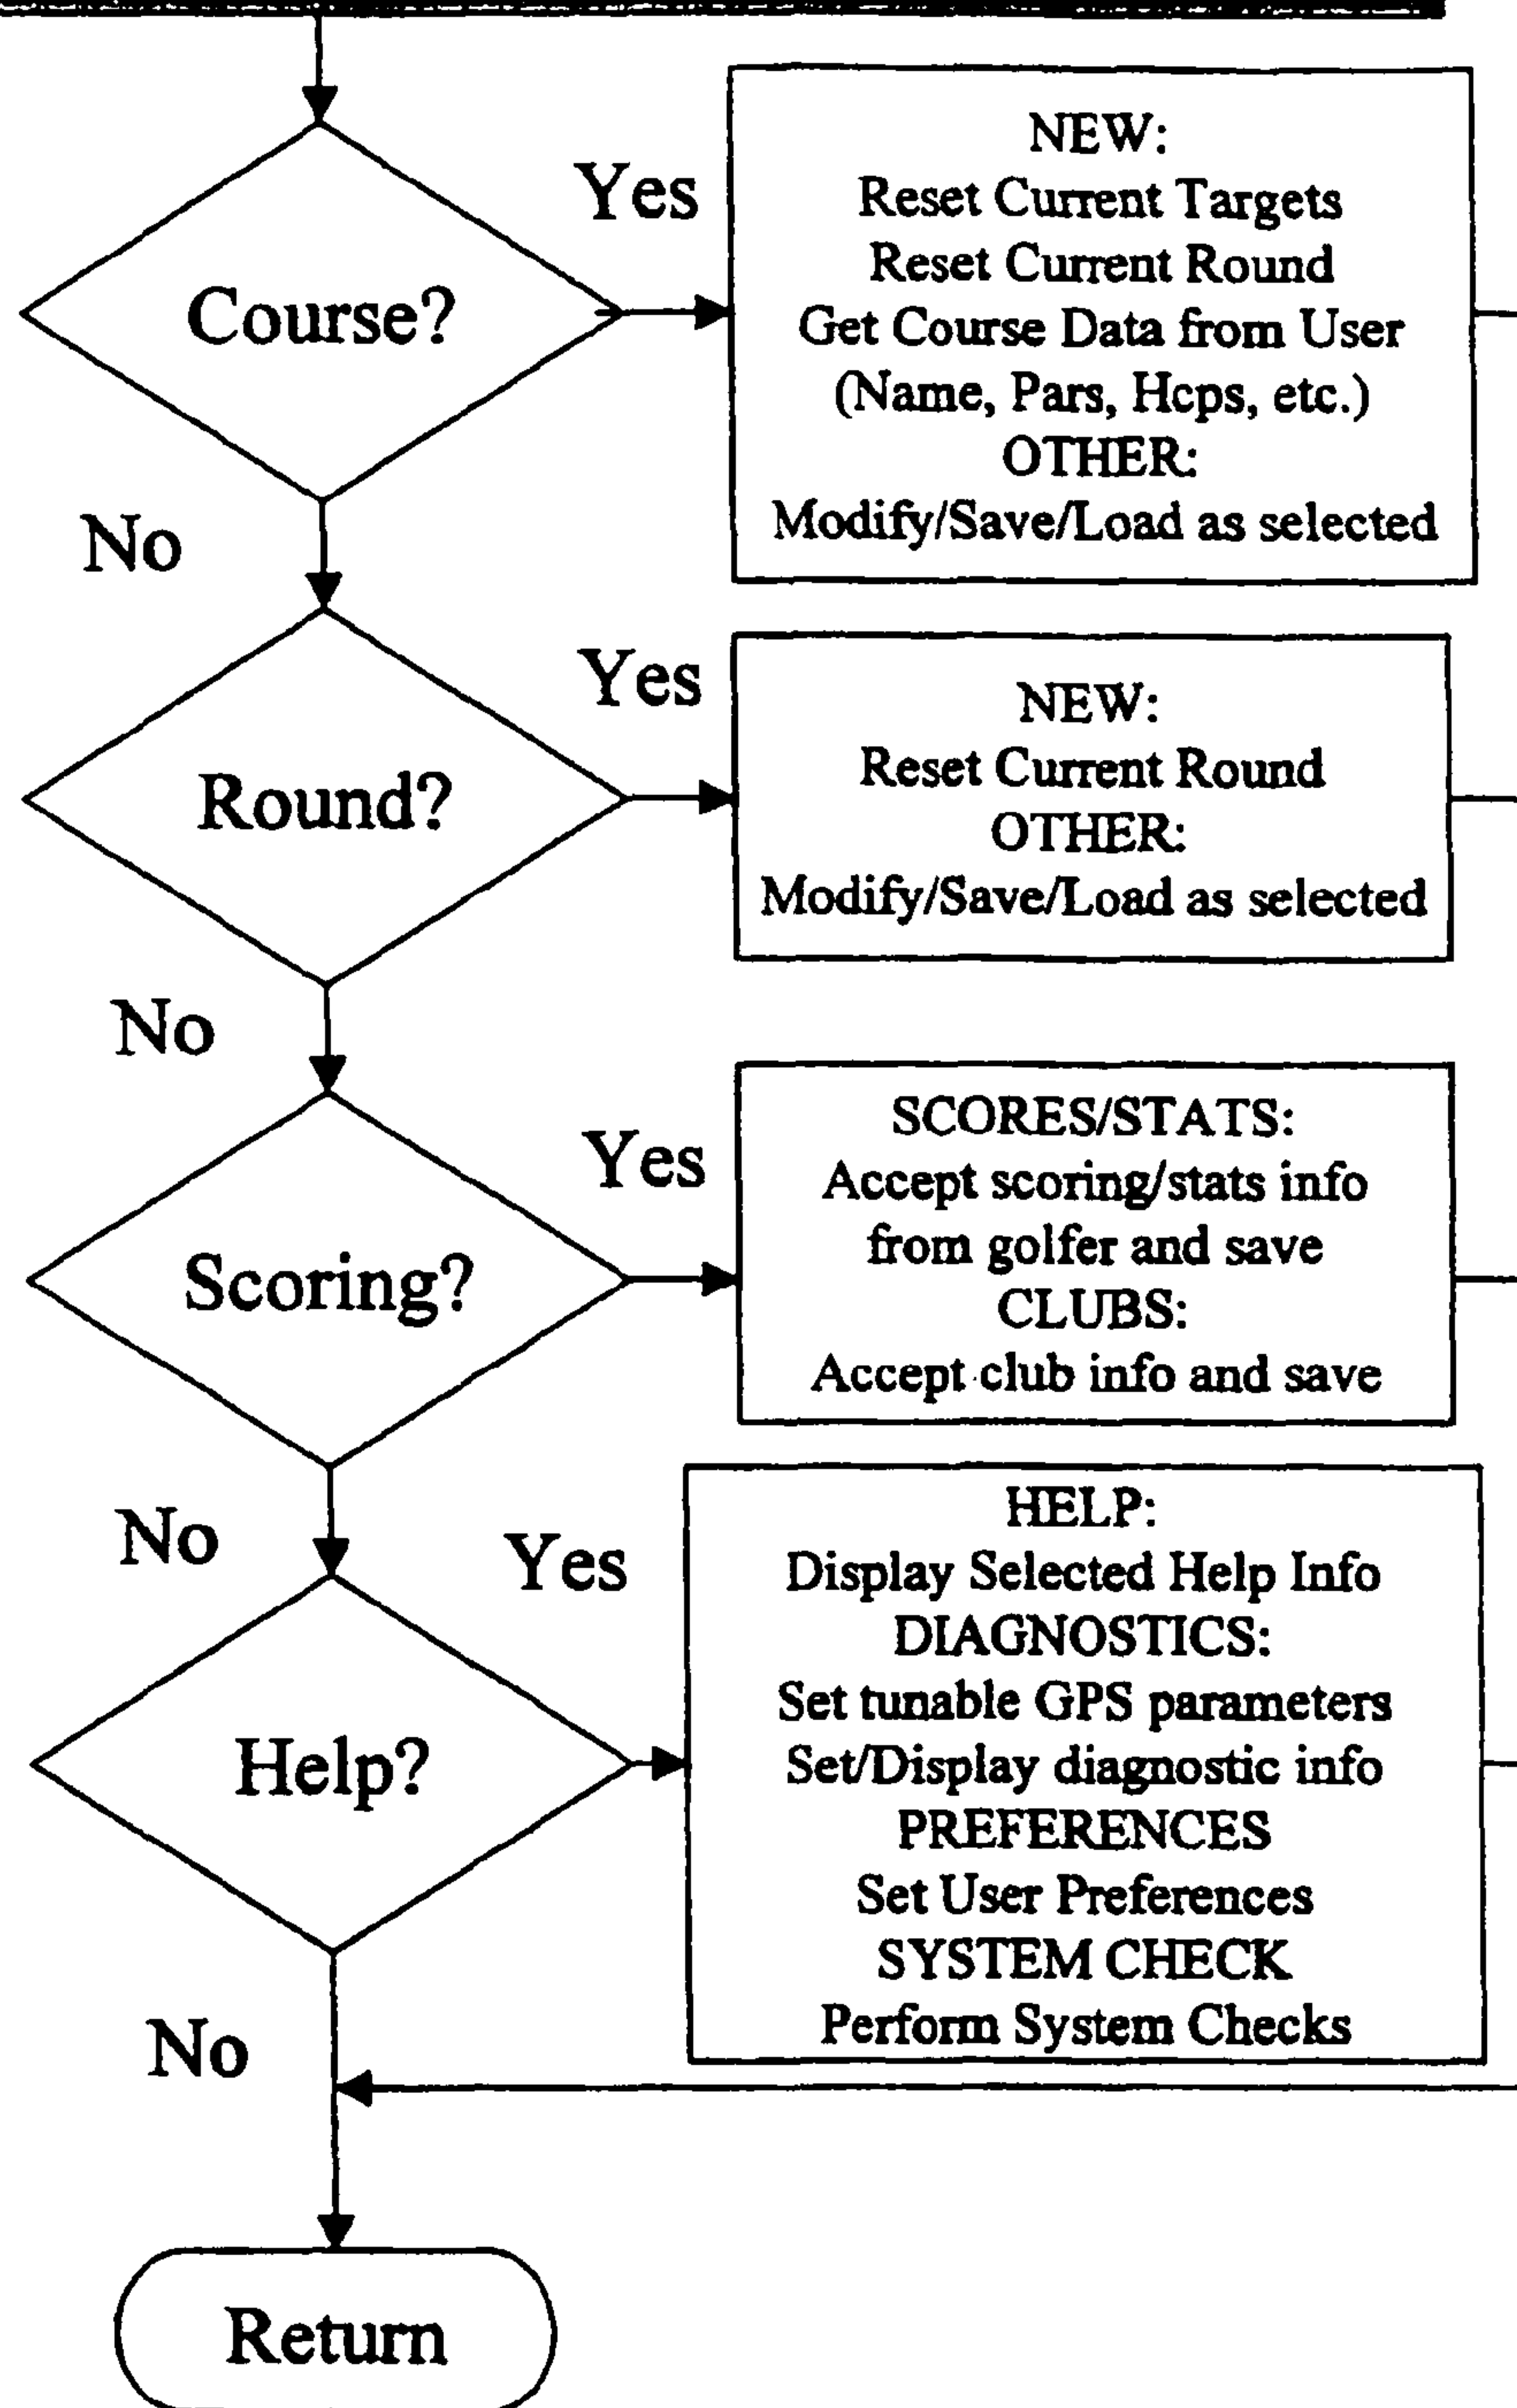 Course?
Yes
NEW:
Reset Current Targets
Reset Current Round
Get Course Data from User
(Name, Pars, Hcps, etc.)
OTHER:
Modify/Save/Load as selected
No
Round?
Yes
NEW:
Reset Current Round
OTHER:
Modify/Save/Load as selected
No
Scoring?
Yes
SCORES/STATS:
Accept scoring/stats info
from golfer and save
CLUBS:
Accept club info and save
No
Help?
Yes
HELP:
Display Selected Help Info
DIAGNOSTICS:
Set tunable GPS parameters
Set/Display diagnostic info
PREFERENCES
Set User Preferences
SYSTEM CHECK
Perform System Checks
No
Return